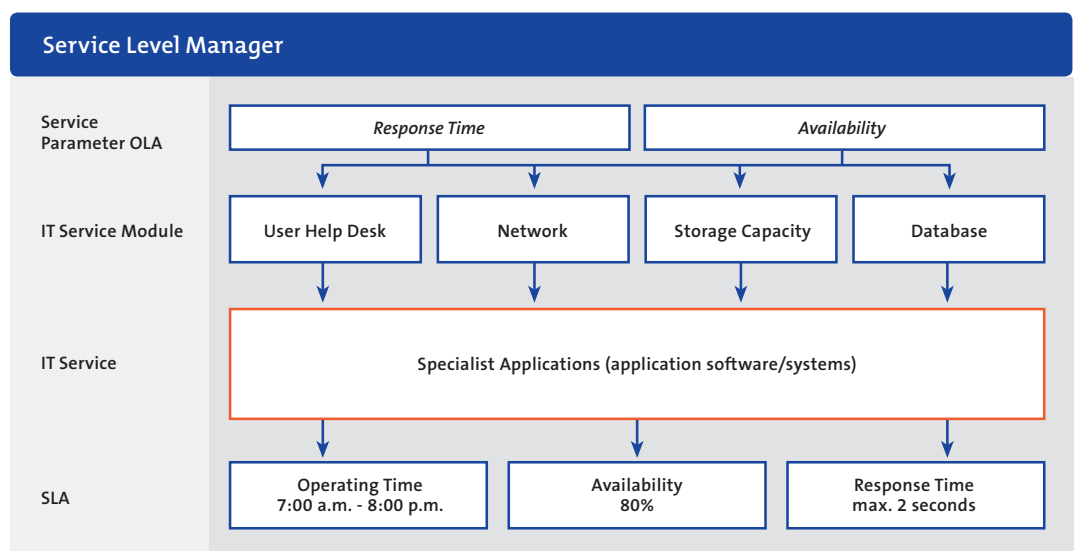 Service Level Manager
Service
Parameter OLA
Response Time
Availability
IT Service Module
User Help Desk
Network
Storage Capacity
Database
IT Service
Specialist Applications (application software/systems)
SLA
Operating Time
7:00 a.m. - 8:00 p.m.
Availability
80%
Response Time
max. 2 seconds